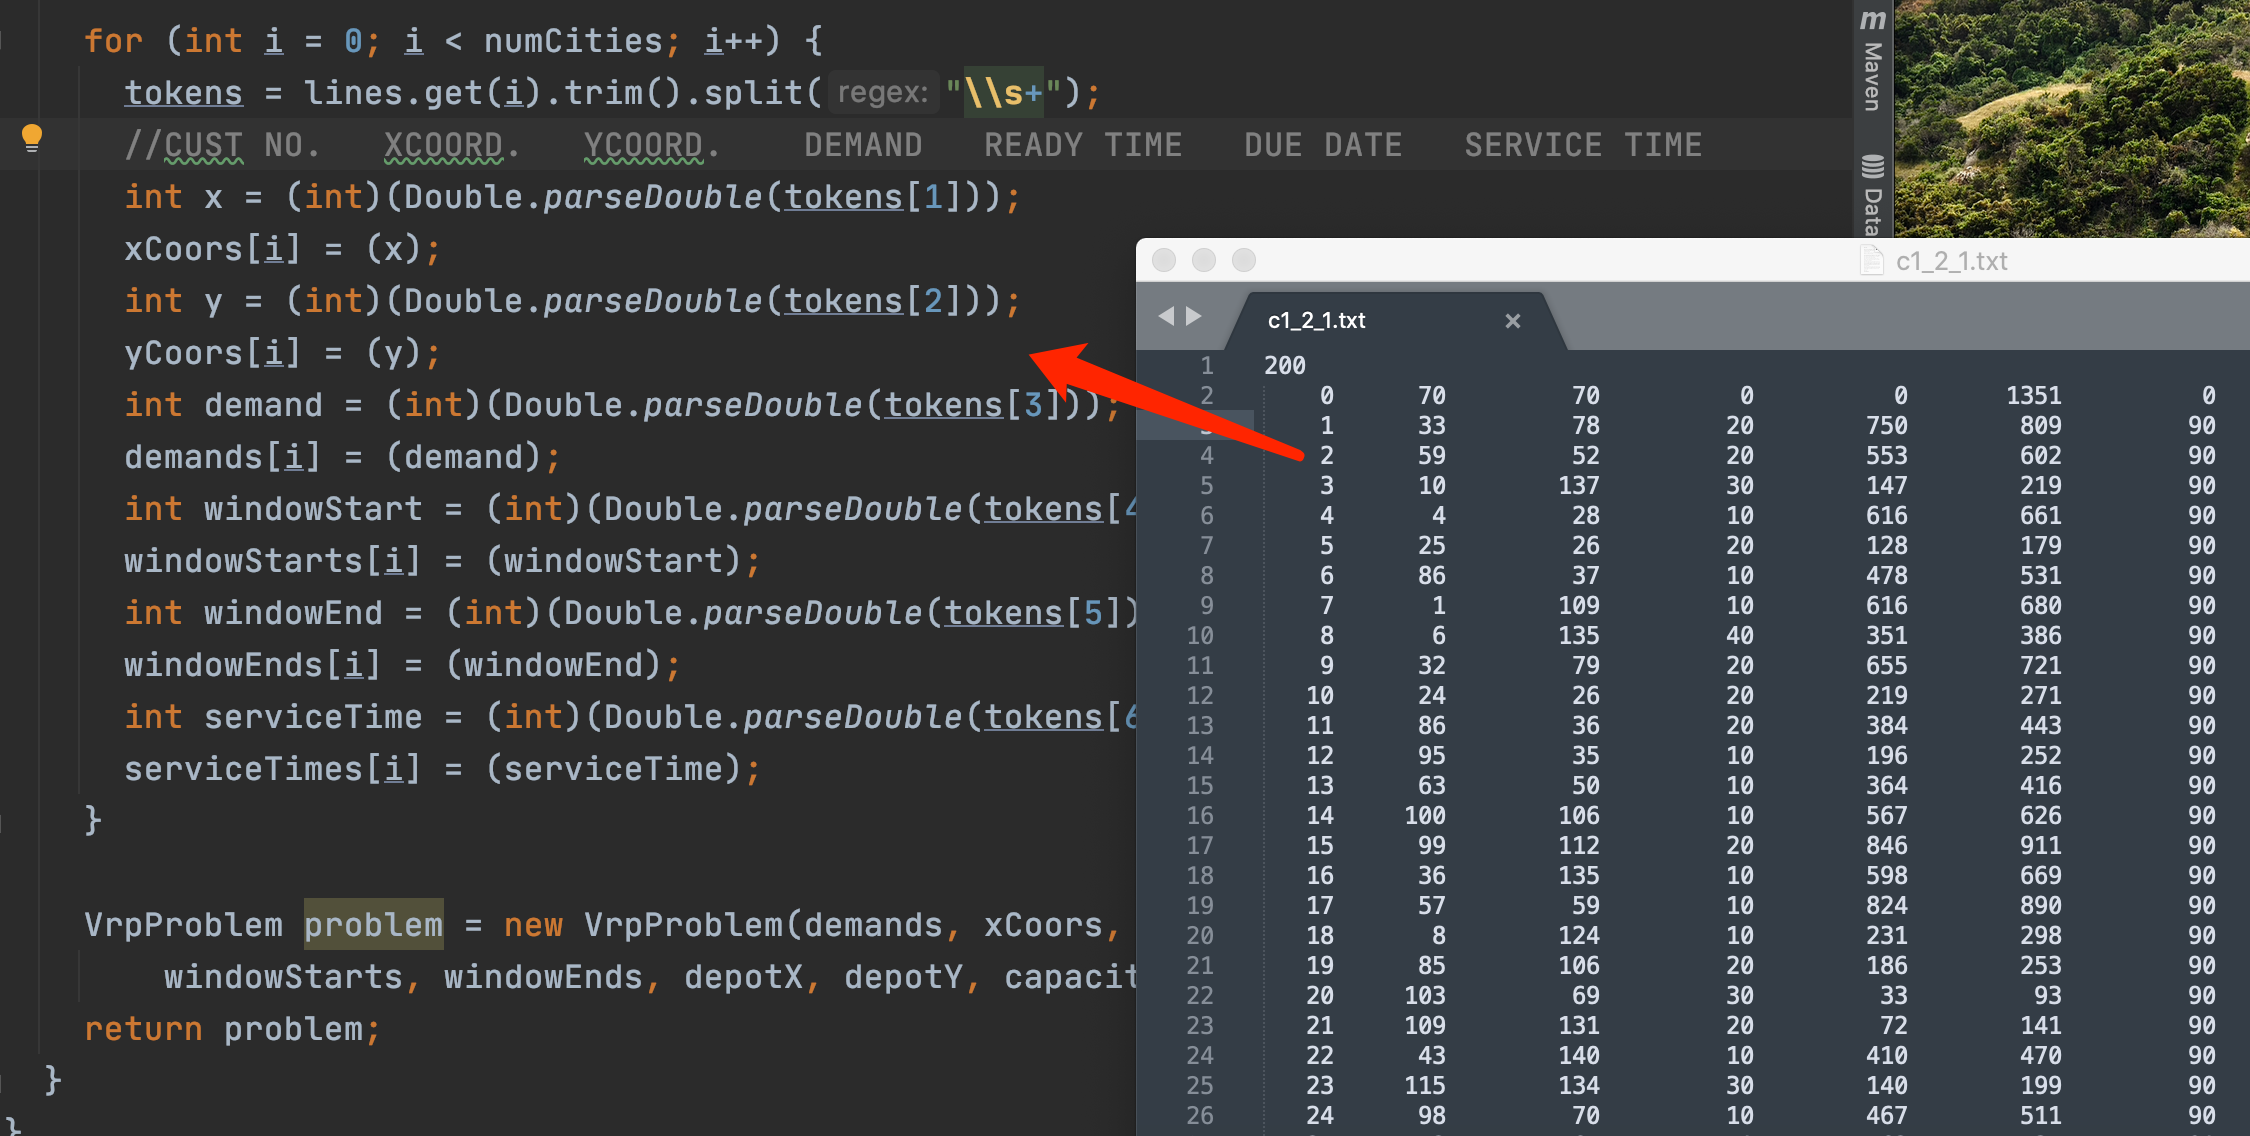 for (int i = 0; i < numCities; i++) {
tokens = lines.get(i).trim().split( regex: "\\s+");
//CUST NO.   XCOORD.   YCOORD.    DEMAND   READY TIME   DUE DATE   SERVICE TIME
int x = (int)(Double.parseDouble(tokens[1]));
xCoors[i] = (x);
int y = (int)(Double.parseDouble(tokens[2]));
yCoors[i] = (y);
int demand = (int)(Double.parseDouble(tokens[3]));
demands[i] = (demand);
int windowStart = (int)(Double.parseDouble(tokens[4
windowStarts[i] = (windowStart);
int windowEnd = (int)(Double.parseDouble(tokens[5])
windowEnds[i] = (windowEnd);
int serviceTime = (int)(Double.parseDouble(tokens[6
serviceTimes[i] = (serviceTime);
}
VrpProblem problem = new VrpProblem(demands, xCoors,
windowStarts, windowEnds, depotX, depotY, capacit
return problem;
}
}
m Maven
Data
c1_2_1.txt
c1_2_1.txt ×
1 200
2 0 70 70 0 0 1351 0
3 1 33 78 20 750 809 90
4 2 59 52 20 553 602 90
5 3 10 137 30 147 219 90
6 4 4 28 10 616 661 90
7 5 25 26 20 128 179 90
8 6 86 37 10 478 531 90
9 7 1 109 10 616 680 90
10 8 6 135 40 351 386 90
11 9 32 79 20 655 721 90
12 10 24 26 20 219 271 90
13 11 86 36 20 384 443 90
14 12 95 35 10 196 252 90
15 13 63 50 10 364 416 90
16 14 100 106 10 567 626 90
17 15 99 112 20 846 911 90
18 16 36 135 10 598 669 90
19 17 57 59 10 824 890 90
20 18 8 124 10 231 298 90
21 19 85 106 20 186 253 90
22 20 103 69 30 33 93 90
23 21 109 131 20 72 141 90
24 22 43 140 10 410 470 90
25 23 115 134 30 140 199 90
26 24 98 70 10 467 511 90